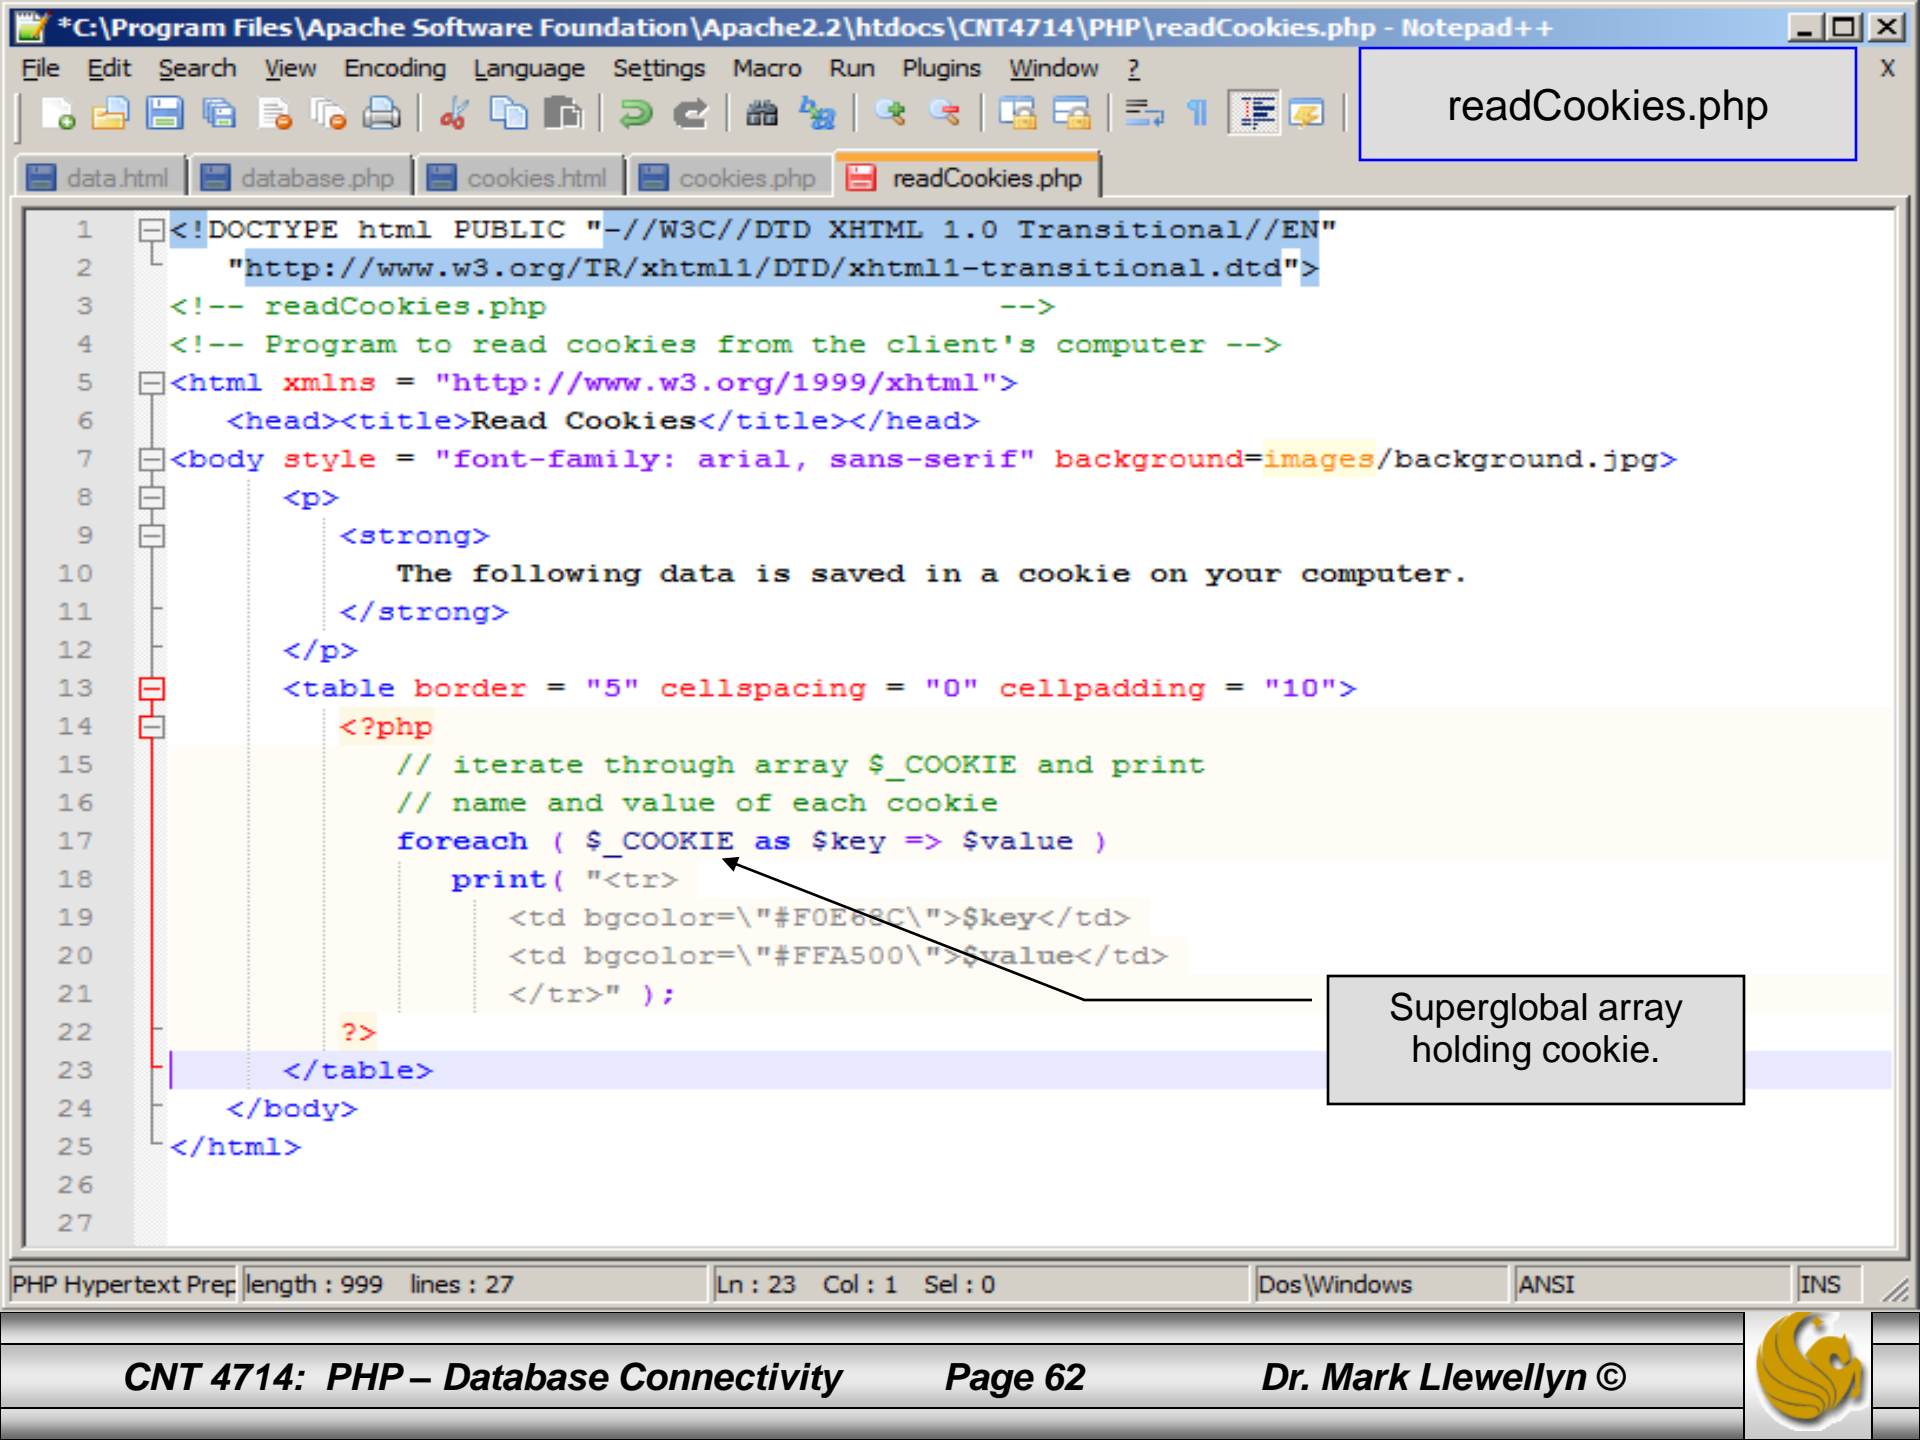 *C:\Program Files\Apache Software Foundation\Apache2.2\htdocs\CNT4714\PHP\readCookies.php - Notepad++
File Edit Search View Encoding Language Settings Macro Run Plugins Window ? X
readCookies.php
data.html database.php cookies.html cookies.php readCookies.php
1 <!DOCTYPE html PUBLIC "-//W3C//DTD XHTML 1.0 Transitional//EN"
2 "http://www.w3.org/TR/xhtml1/DTD/xhtml1-transitional.dtd">
3 <!-- readCookies.php -->
4 <!-- Program to read cookies from the client's computer -->
5 <html xmlns = "http://www.w3.org/1999/xhtml">
6 <head><title>Read Cookies</title></head>
7 <body style = "font-family: arial, sans-serif" background=images/background.jpg>
8 <p>
9 <strong>
10 The following data is saved in a cookie on your computer.
11 </strong>
12 </p>
13 <table border = "5" cellspacing = "0" cellpadding = "10">
14 <?php
15 // iterate through array $_COOKIE and print
16 // name and value of each cookie
17 foreach ( $_COOKIE as $key => $value )
18 print( "<tr>
19 <td bgcolor=\"#F0E68C\">$key</td>
20 <td bgcolor=\"#FFA500\">$value</td>
21 </tr>" );
22 ?>
23 </table>
24 </body>
25 </html>
26
27
Superglobal array
holding cookie.
PHP Hypertext Prep length : 999 lines : 27 Ln : 23 Col : 1 Sel : 0 Dos\Windows ANSI INS
CNT 4714: PHP – Database Connectivity Page 62 Dr. Mark Llewellyn ©